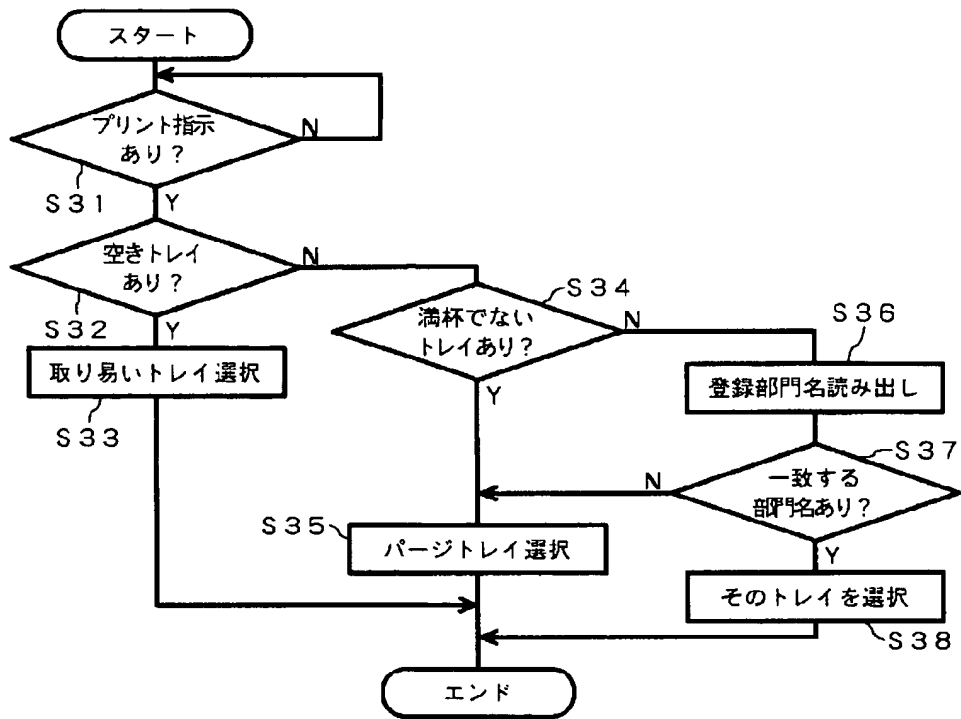 スタート
プリント指示
あり？
N
S31
Y
空きトレイ
あり？
N
S32
Y
取り易いトレイ選択
S33
満杯でない
トレイあり？
S34
N
Y
S36
登録部門名読み出し
S37
一致する
部門名あり？
N
Y
S35
パージトレイ選択
そのトレイを選択
S38
エンド